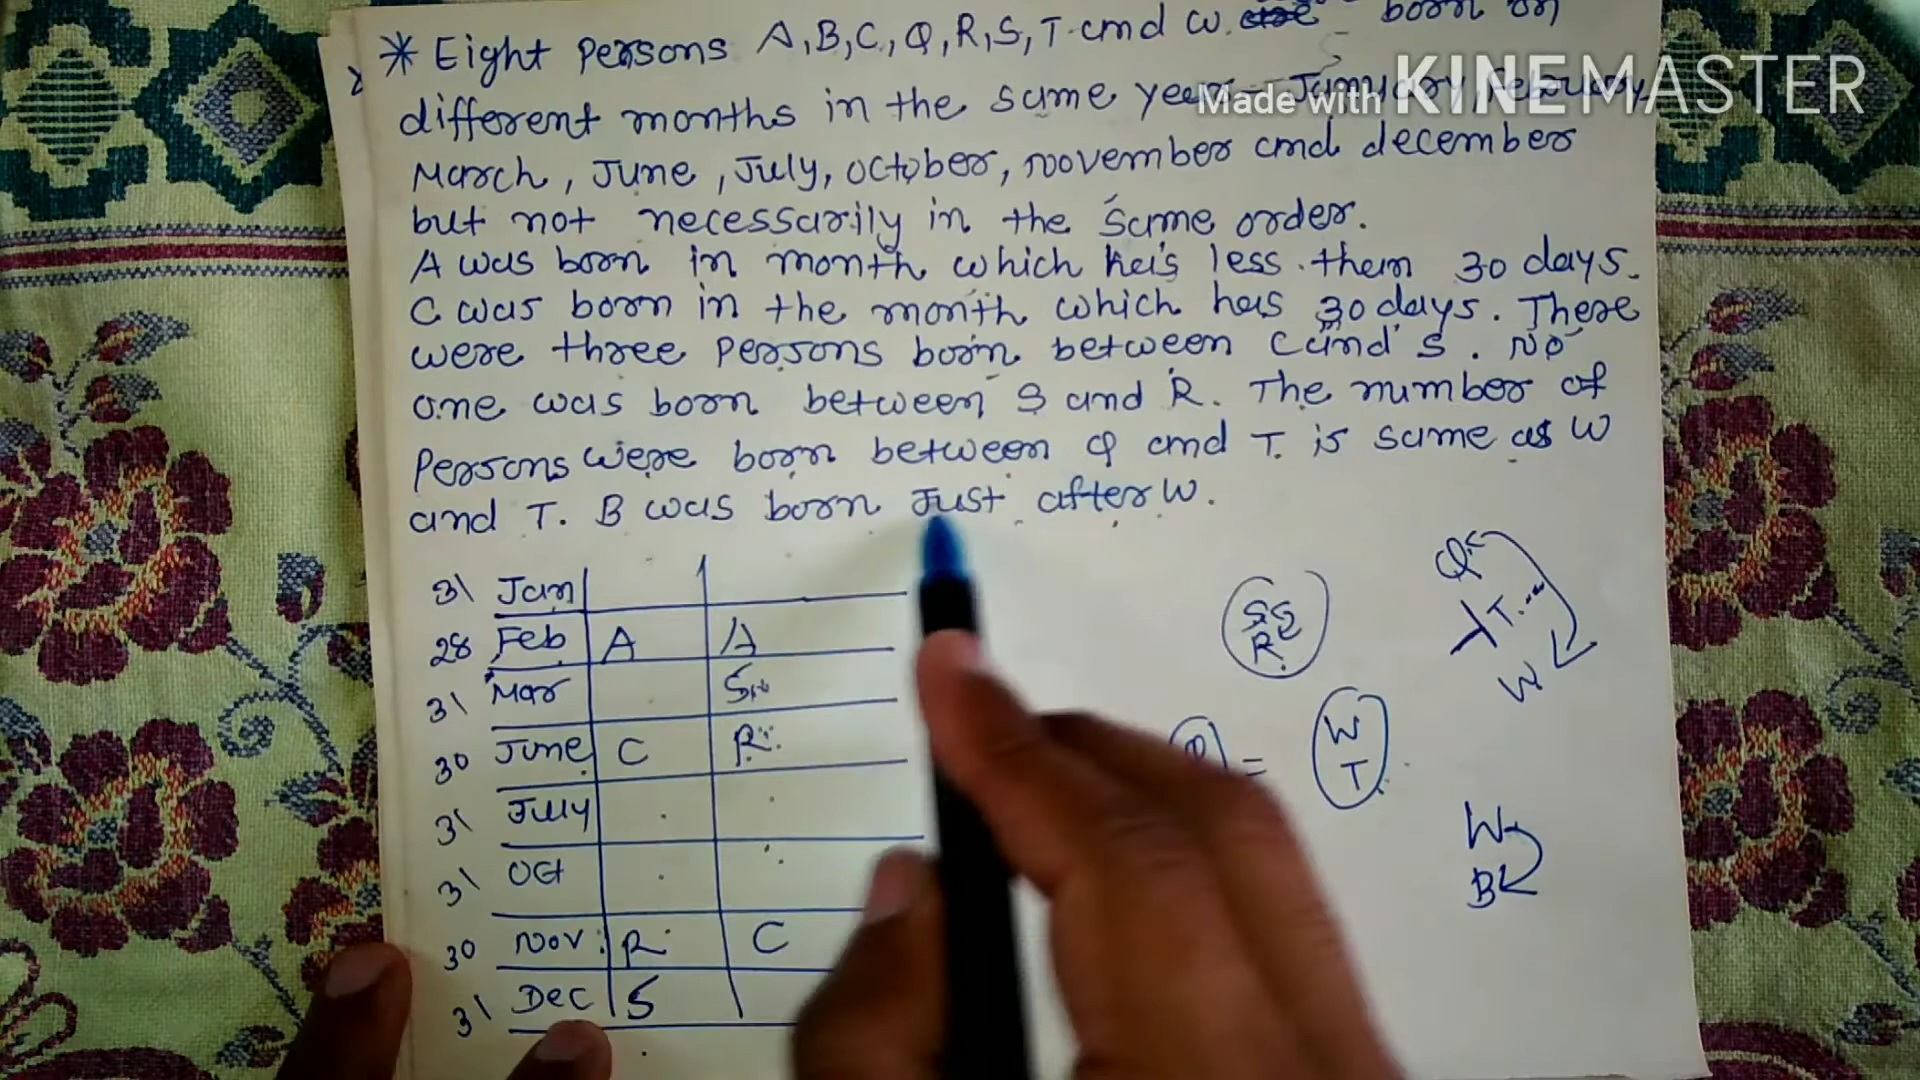 * Eight Persons A, B, C, Q, R, S, T and W. born on
different months in the same year - January, February,
March, June, July, October, november and december
but not necessarily in the same order.
A was born in month which has less than 30 days.
C was born in the month which has 30 days. There
were three Persons born between C and S. No
one was born between S and R. The number of
Persons were born between Q and T. is same as W
and T. B was born Just after W.
Made with KINEMASTER
31 Jan
28 Feb A A
31 Mar S
30 June C R
31 July
31 Oct
30 Nov R C
31 Dec S
S S
R
Q
T
W
= W
T
W
B